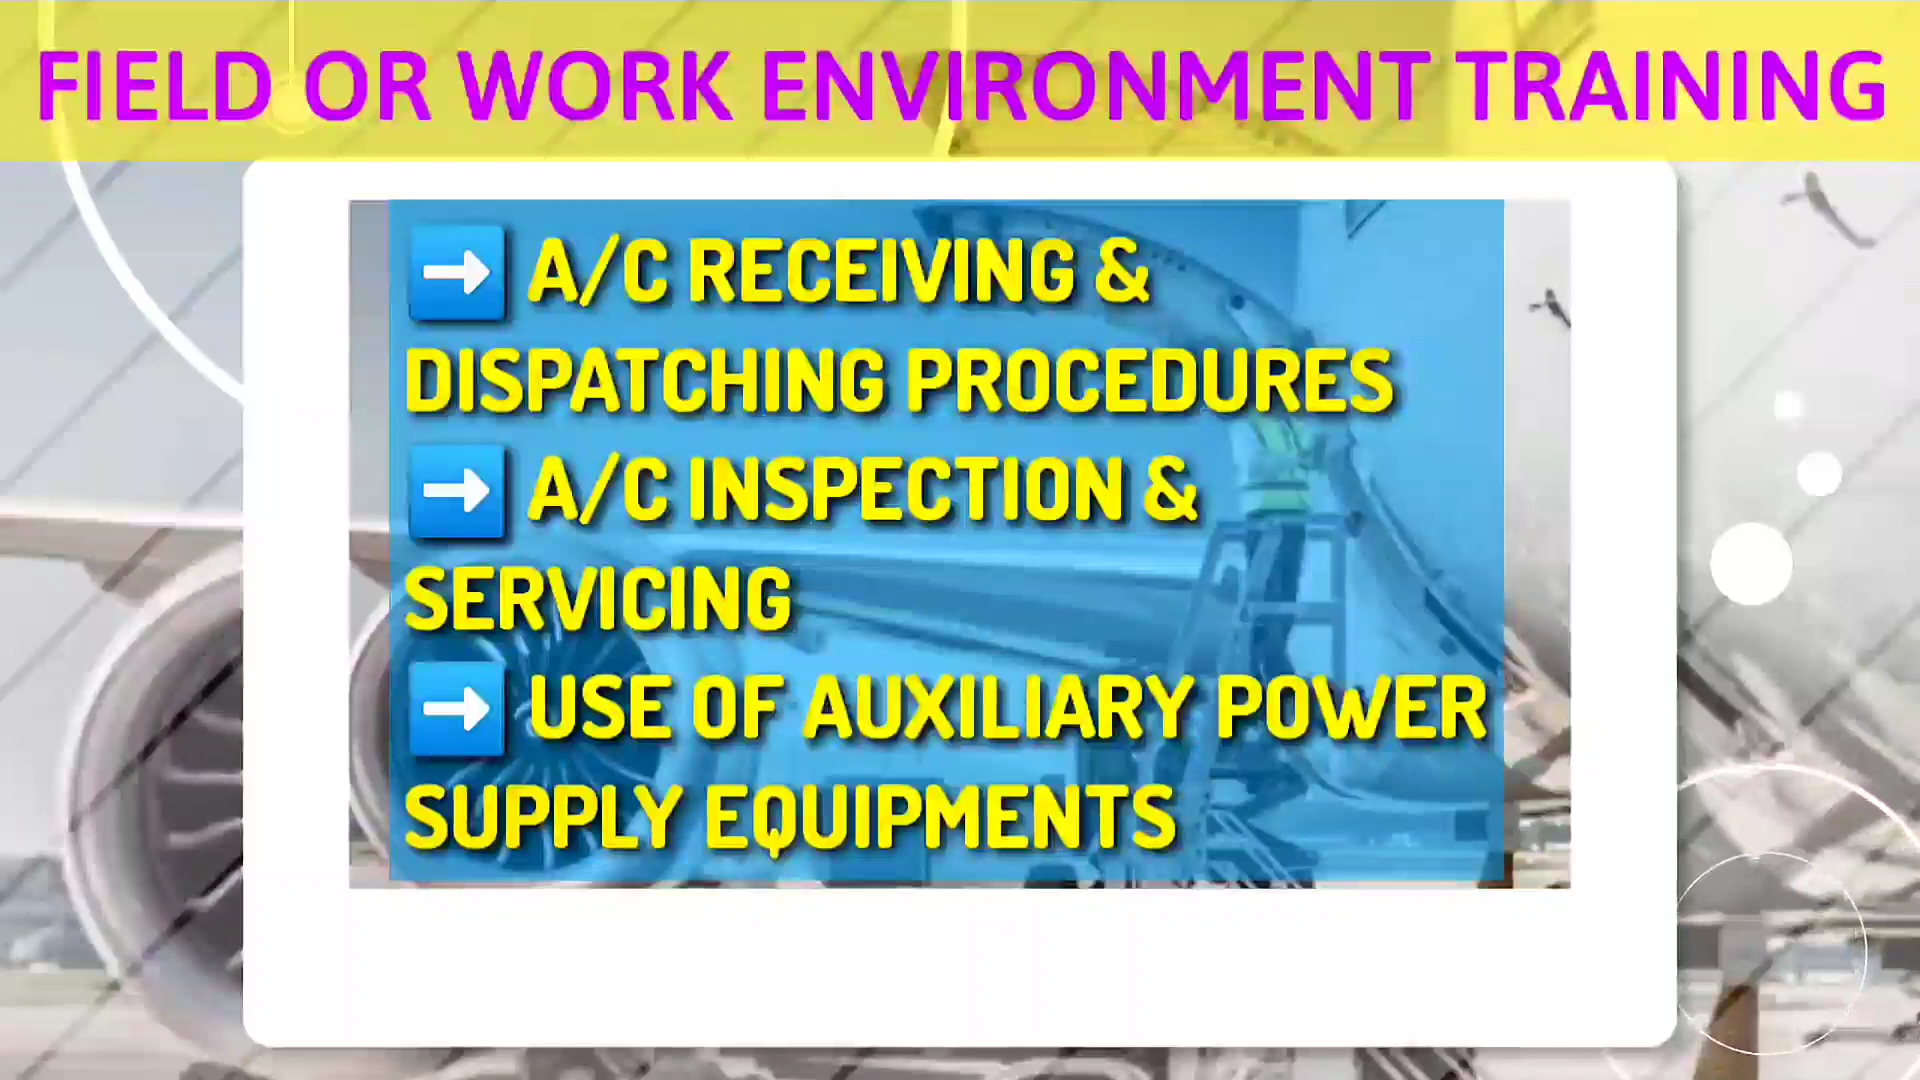 FIELD OR WORK ENVIRONMENT TRAINING
➡ A/C RECEIVING &
DISPATCHING PROCEDURES
➡ A/C INSPECTION &
SERVICING
➡ USE OF AUXILIARY POWER
SUPPLY EQUIPMENTS